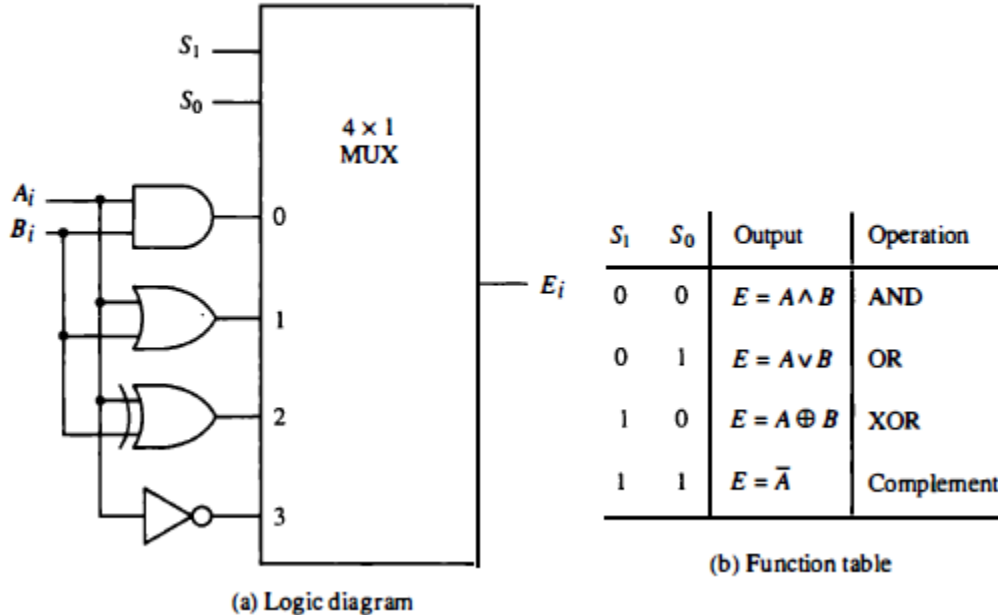 S₁
S₀
4 × 1
MUX
Aᵢ
Bᵢ
0
1
2
3
Eᵢ
(a) Logic diagram
S₁ S₀ Output Operation
0 0 E = A ∧ B AND
0 1 E = A ∨ B OR
1 0 E = A ⊕ B XOR
1 1 E = A̅ Complement
(b) Function table